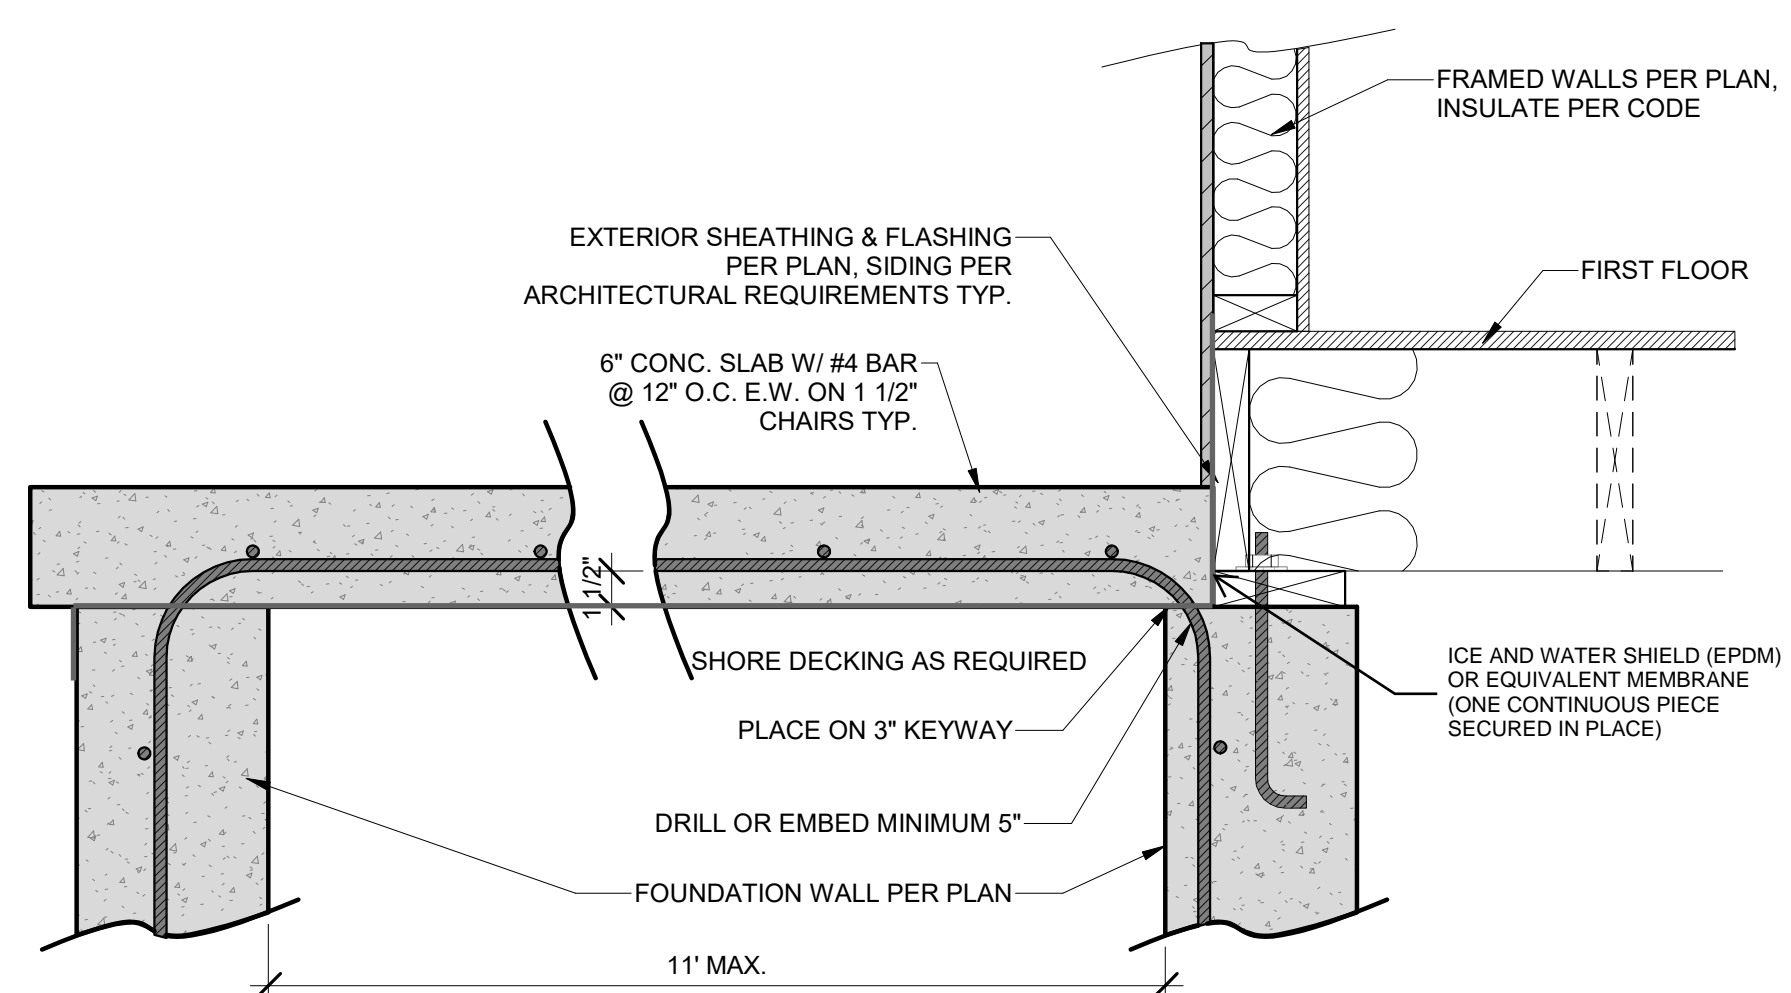 FRAMED WALLS PER PLAN,
INSULATE PER CODE
EXTERIOR SHEATHING & FLASHING
PER PLAN, SIDING PER
ARCHITECTURAL REQUIREMENTS TYP.
FIRST FLOOR
6" CONC. SLAB W/ #4 BAR
@ 12" O.C. E.W. ON 1 1/2"
CHAIRS TYP.
1 1/2"
SHORE DECKING AS REQUIRED
ICE AND WATER SHIELD (EPDM)
OR EQUIVALENT MEMBRANE
(ONE CONTINUOUS PIECE
SECURED IN PLACE)
PLACE ON 3" KEYWAY
DRILL OR EMBED MINIMUM 5"
FOUNDATION WALL PER PLAN
11' MAX.